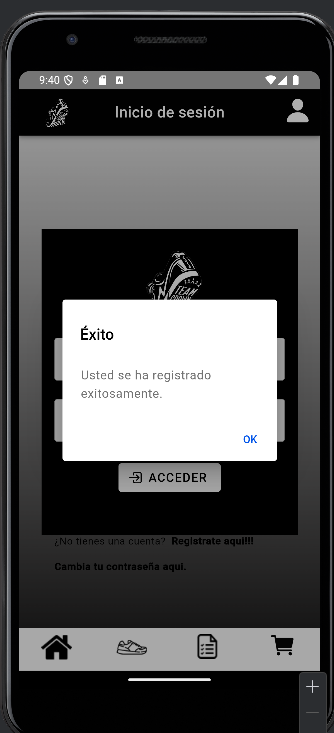 9:40
Inicio de sesión
TEAM
Éxito
Usted se ha registrado
exitosamente.
OK
ACCEDER
¿No tienes una cuenta? Registrate aqui!!!
Cambia tu contraseña aqui.